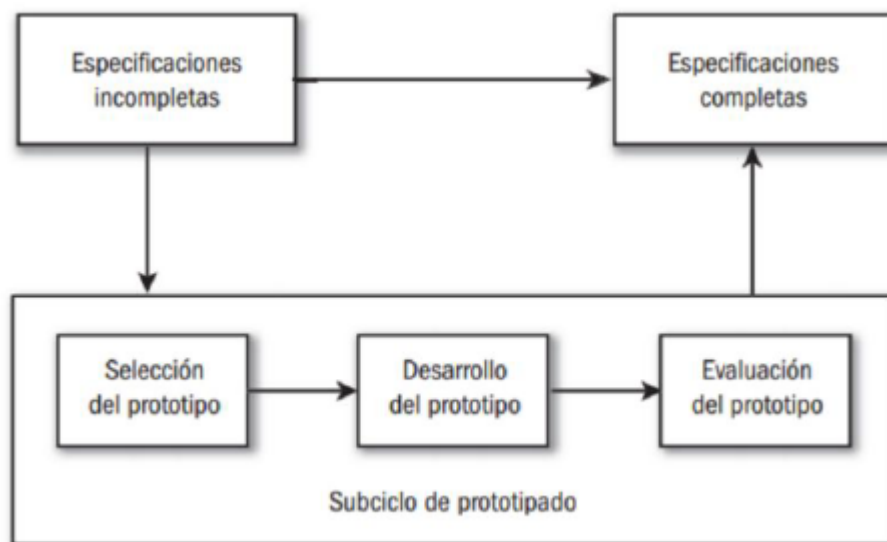 Especificaciones
incompletas
Especificaciones
completas
Selección
del prototipo
Desarrollo
del prototipo
Evaluación
del prototipo
Subciclo de prototipado